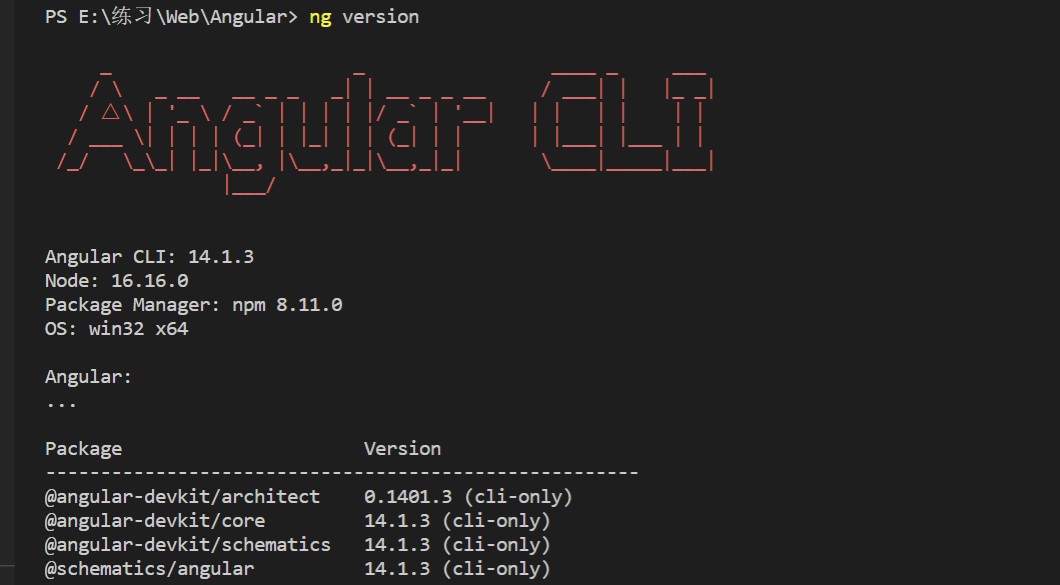 PS E:\练习\Web\Angular> ng version
Angular CLI
Angular CLI: 14.1.3
Node: 16.16.0
Package Manager: npm 8.11.0
OS: win32 x64
Angular:
...
Package Version
------------------------------------------------------
@angular-devkit/architect 0.1401.3 (cli-only)
@angular-devkit/core 14.1.3 (cli-only)
@angular-devkit/schematics 14.1.3 (cli-only)
@schematics/angular 14.1.3 (cli-only)